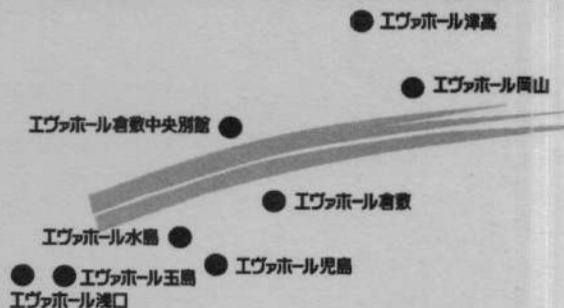 エヴァホール津高
エヴァホール岡山
エヴァホール倉敷中央別館
エヴァホール倉敷
エヴァホール水島
エヴァホール児島
エヴァホール玉島
エヴァホール浅口